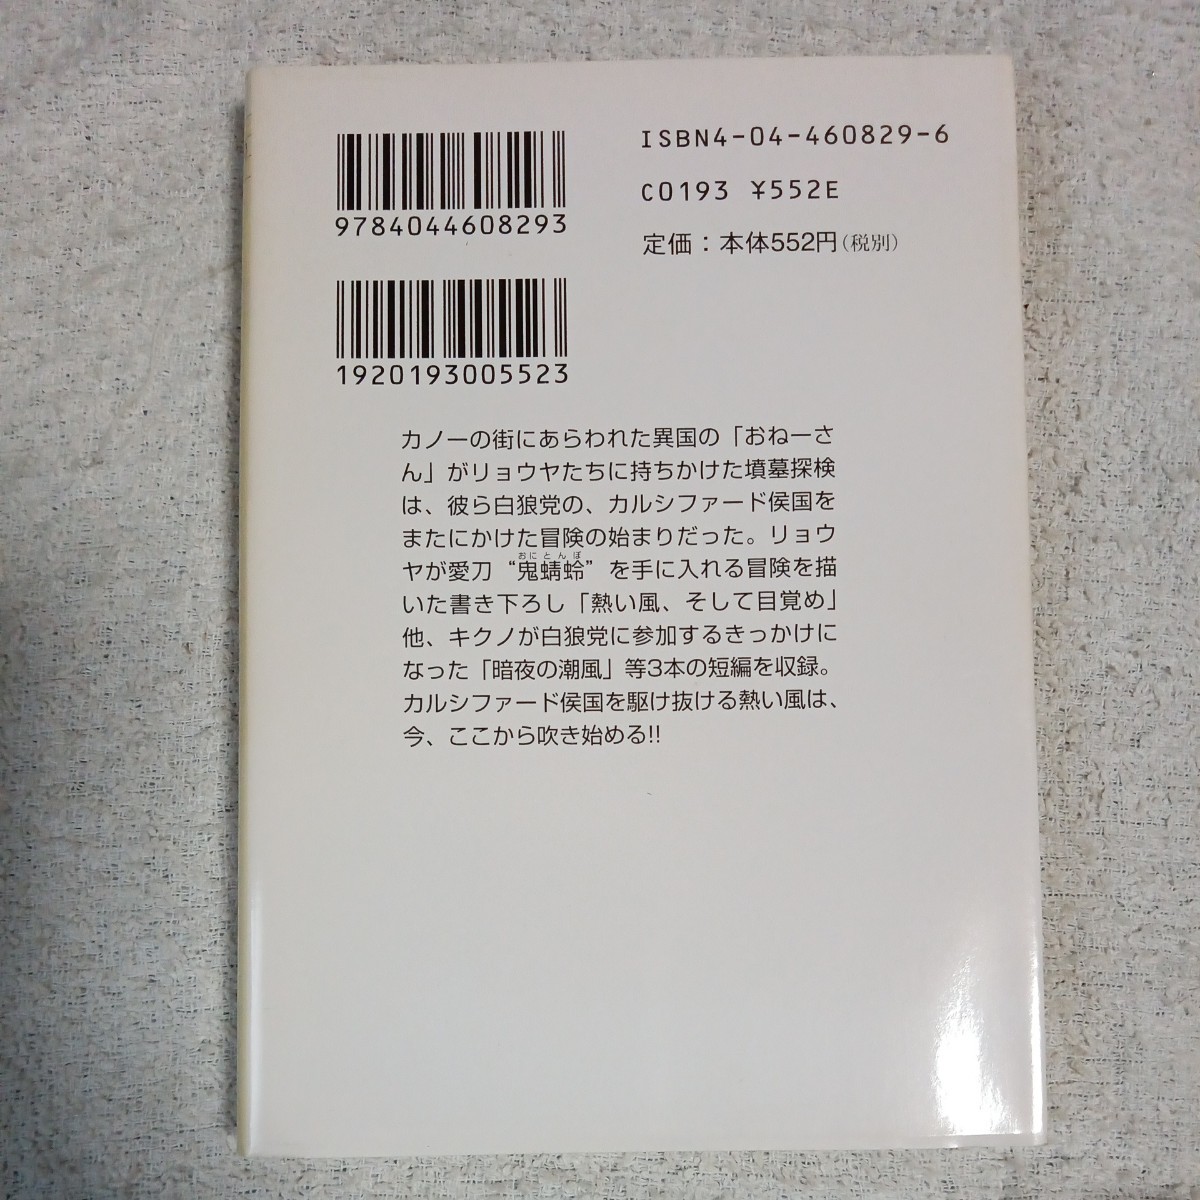 ISBN4-04-460829-6
C0193 ¥552E
定価：本体552円（税別）
9784044608293
1920193005523
カノーの街にあらわれた異国の「おねーさ
ん」がリョウヤたちに持ちかけた墳墓探検
は、彼ら白狼党の、カルシファード侯国を
またにかけた冒険の始まりだった。リョウ
おにとんぼ
ヤが愛刀“鬼蜻蛉”を手に入れる冒険を描
いた書き下ろし「熱い風、そして目覚め」
他、キクノが白狼党に参加するきっかけに
なった「暗夜の潮風」等3本の短編を収録。
カルシファード侯国を駆け抜ける熱い風は、
今、ここから吹き始める!!